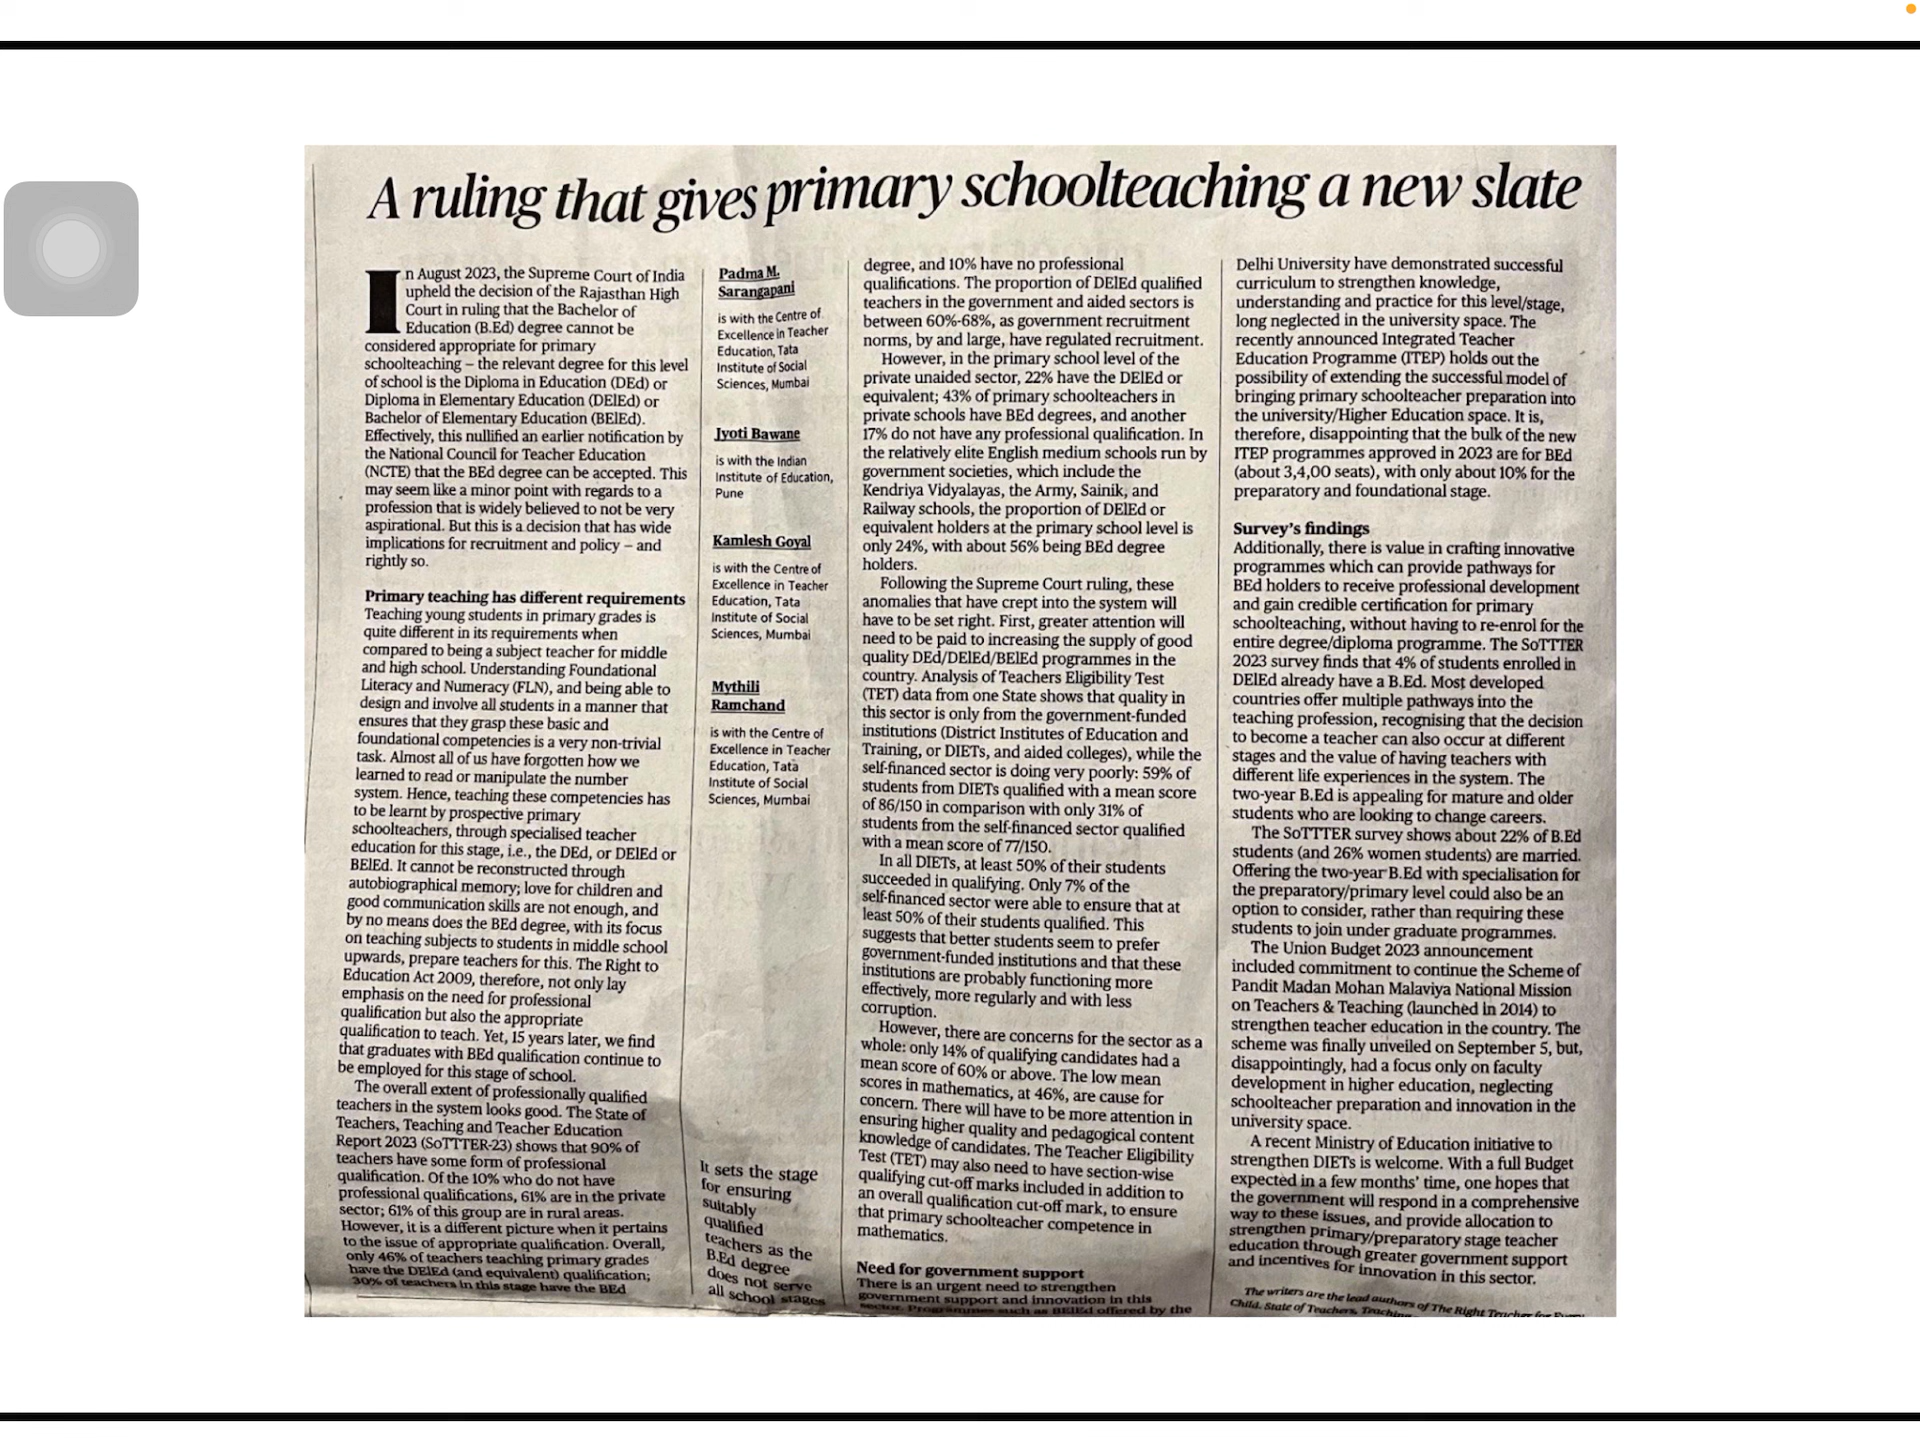 A ruling that gives primary schoolteaching a new slate
In August 2023, the Supreme Court of India
upheld the decision of the Rajasthan High
Court in ruling that the Bachelor of
Education (B.Ed) degree cannot be
considered appropriate for primary
schoolteaching – the relevant degree for this level
of school is the Diploma in Education (DEd) or
Diploma in Elementary Education (DElEd) or
Bachelor of Elementary Education (BElEd).
Effectively, this nullified an earlier notification by
the National Council for Teacher Education
(NCTE) that the BEd degree can be accepted. This
may seem like a minor point with regards to a
profession that is widely believed to not be very
aspirational. But this is a decision that has wide
implications for recruitment and policy – and
rightly so.
Primary teaching has different requirements
Teaching young students in primary grades is
quite different in its requirements when
compared to being a subject teacher for middle
and high school. Understanding Foundational
Literacy and Numeracy (FLN), and being able to
design and involve all students in a manner that
ensures that they grasp these basic and
foundational competencies is a very non-trivial
task. Almost all of us have forgotten how we
learned to read or manipulate the number
system. Hence, teaching these competencies has
to be learnt by prospective primary
schoolteachers, through specialised teacher
education for this stage, i.e., the DEd, or DElEd or
BElEd. It cannot be reconstructed through
autobiographical memory; love for children and
good communication skills are not enough, and
by no means does the BEd degree, with its focus
on teaching subjects to students in middle school
upwards, prepare teachers for this. The Right to
Education Act 2009, therefore, not only lay
emphasis on the need for professional
qualification but also the appropriate
qualification to teach. Yet, 15 years later, we find
that graduates with BEd qualification continue to
be employed for this stage of school.
The overall extent of professionally qualified
teachers in the system looks good. The State of
Teachers, Teaching and Teacher Education
Report 2023 (SoTTTER-23) shows that 90% of
teachers have some form of professional
qualification. Of the 10% who do not have
professional qualifications, 61% are in the private
sector; 61% of this group are in rural areas.
However, it is a different picture when it pertains
to the issue of appropriate qualification. Overall,
only 46% of teachers teaching primary grades
have the DElEd (and equivalent) qualification;
30% of teachers in this stage have the BEd
Padma M.
Sarangapani
is with the Centre of
Excellence in Teacher
Education, Tata
Institute of Social
Sciences, Mumbai
Jyoti Bawane
is with the Indian
Institute of Education,
Pune
Kamlesh Goyal
is with the Centre of
Excellence in Teacher
Education, Tata
Institute of Social
Sciences, Mumbai
Mythili
Ramchand
is with the Centre of
Excellence in Teacher
Education, Tata
Institute of Social
Sciences, Mumbai
It sets the stage
for ensuring
suitably
qualified
teachers as the
B.Ed degree
does not serve
all school stages
degree, and 10% have no professional
qualifications. The proportion of DElEd qualified
teachers in the government and aided sectors is
between 60%-68%, as government recruitment
norms, by and large, have regulated recruitment.
However, in the primary school level of the
private unaided sector, 22% have the DElEd or
equivalent; 43% of primary schoolteachers in
private schools have BEd degrees, and another
17% do not have any professional qualification. In
the relatively elite English medium schools run by
government societies, which include the
Kendriya Vidyalayas, the Army, Sainik, and
Railway schools, the proportion of DElEd or
equivalent holders at the primary school level is
only 24%, with about 56% being BEd degree
holders.
Following the Supreme Court ruling, these
anomalies that have crept into the system will
have to be set right. First, greater attention will
need to be paid to increasing the supply of good
quality DEd/DElEd/BElEd programmes in the
country. Analysis of Teachers Eligibility Test
(TET) data from one State shows that quality in
this sector is only from the government-funded
institutions (District Institutes of Education and
Training, or DIETs, and aided colleges), while the
self-financed sector is doing very poorly: 59% of
students from DIETs qualified with a mean score
of 86/150 in comparison with only 31% of
students from the self-financed sector qualified
with a mean score of 77/150.
In all DIETs, at least 50% of their students
succeeded in qualifying. Only 7% of the
self-financed sector were able to ensure that at
least 50% of their students qualified. This
suggests that better students seem to prefer
government-funded institutions and that these
institutions are probably functioning more
effectively, more regularly and with less
corruption.
However, there are concerns for the sector as a
whole: only 14% of qualifying candidates had a
mean score of 60% or above. The low mean
scores in mathematics, at 46%, are cause for
concern. There will have to be more attention in
ensuring higher quality and pedagogical content
knowledge of candidates. The Teacher Eligibility
Test (TET) may also need to have section-wise
qualifying cut-off marks included in addition to
an overall qualification cut-off mark, to ensure
that primary schoolteacher competence in
mathematics.
Need for government support
There is an urgent need to strengthen
government support and innovation in this
sector. Programmes such as BElEd offered by the
Delhi University have demonstrated successful
curriculum to strengthen knowledge,
understanding and practice for this level/stage,
long neglected in the university space. The
recently announced Integrated Teacher
Education Programme (ITEP) holds out the
possibility of extending the successful model of
bringing primary schoolteacher preparation into
the university/Higher Education space. It is,
therefore, disappointing that the bulk of the new
ITEP programmes approved in 2023 are for BEd
(about 3,4,00 seats), with only about 10% for the
preparatory and foundational stage.
Survey's findings
Additionally, there is value in crafting innovative
programmes which can provide pathways for
BEd holders to receive professional development
and gain credible certification for primary
schoolteaching, without having to re-enrol for the
entire degree/diploma programme. The SoTTTER
2023 survey finds that 4% of students enrolled in
DElEd already have a B.Ed. Most developed
countries offer multiple pathways into the
teaching profession, recognising that the decision
to become a teacher can also occur at different
stages and the value of having teachers with
different life experiences in the system. The
two-year B.Ed is appealing for mature and older
students who are looking to change careers.
The SoTTTER survey shows about 22% of B.Ed
students (and 26% women students) are married.
Offering the two-year B.Ed with specialisation for
the preparatory/primary level could also be an
option to consider, rather than requiring these
students to join under graduate programmes.
The Union Budget 2023 announcement
included commitment to continue the Scheme of
Pandit Madan Mohan Malaviya National Mission
on Teachers & Teaching (launched in 2014) to
strengthen teacher education in the country. The
scheme was finally unveiled on September 5, but,
disappointingly, had a focus only on faculty
development in higher education, neglecting
schoolteacher preparation and innovation in the
university space.
A recent Ministry of Education initiative to
strengthen DIETs is welcome. With a full Budget
expected in a few months' time, one hopes that
the government will respond in a comprehensive
way to these issues, and provide allocation to
strengthen primary/preparatory stage teacher
education through greater government support
and incentives for innovation in this sector.
The writers are the lead authors of The Right Teacher for Every
Child. State of Teachers, Teaching